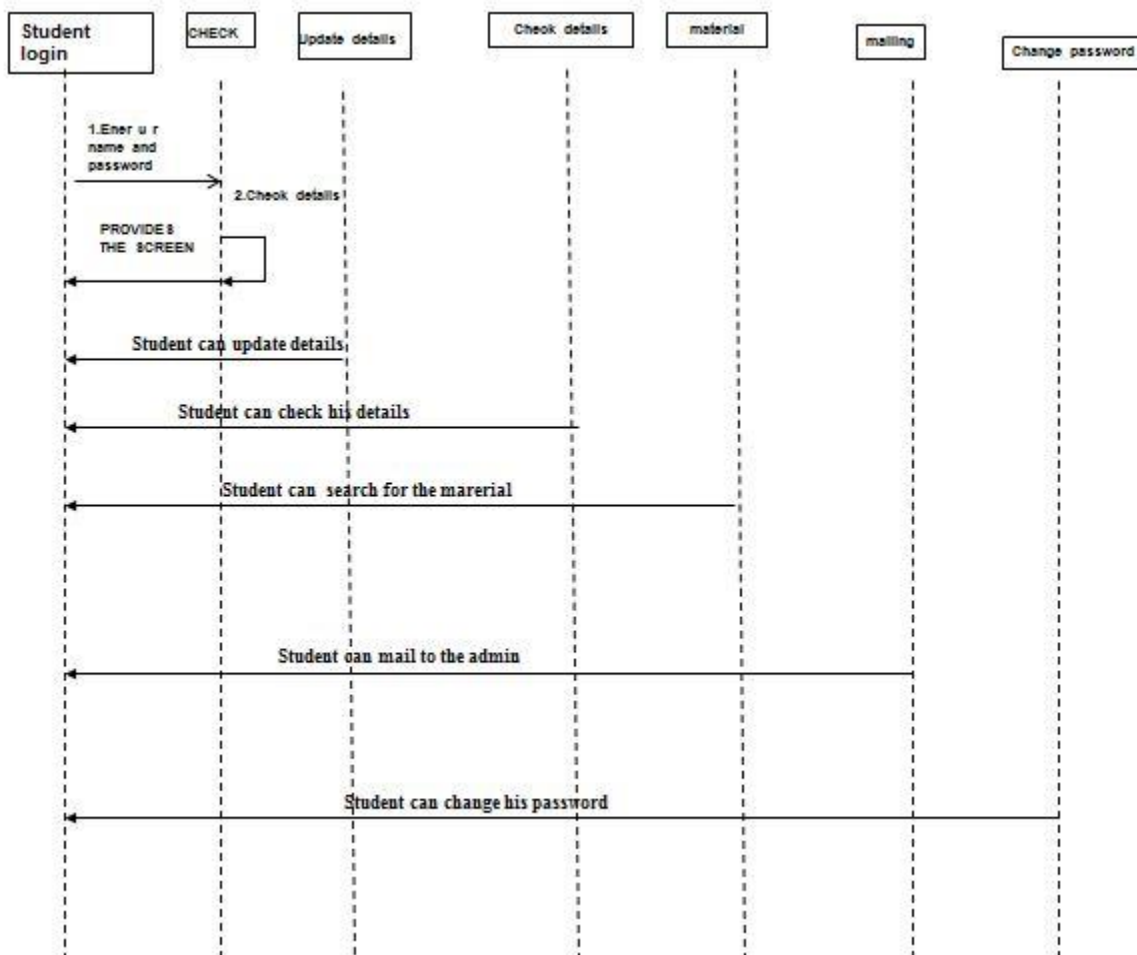 Student
login
CHECK
Update details
Check details
material
mailing
Change password
1.Ener u r
name and
password
2.Check details
PROVIDES
THE SCREEN
Student can update details
Student can check his details
Student can search for the marerial
Student can mail to the admin
Student can change his password